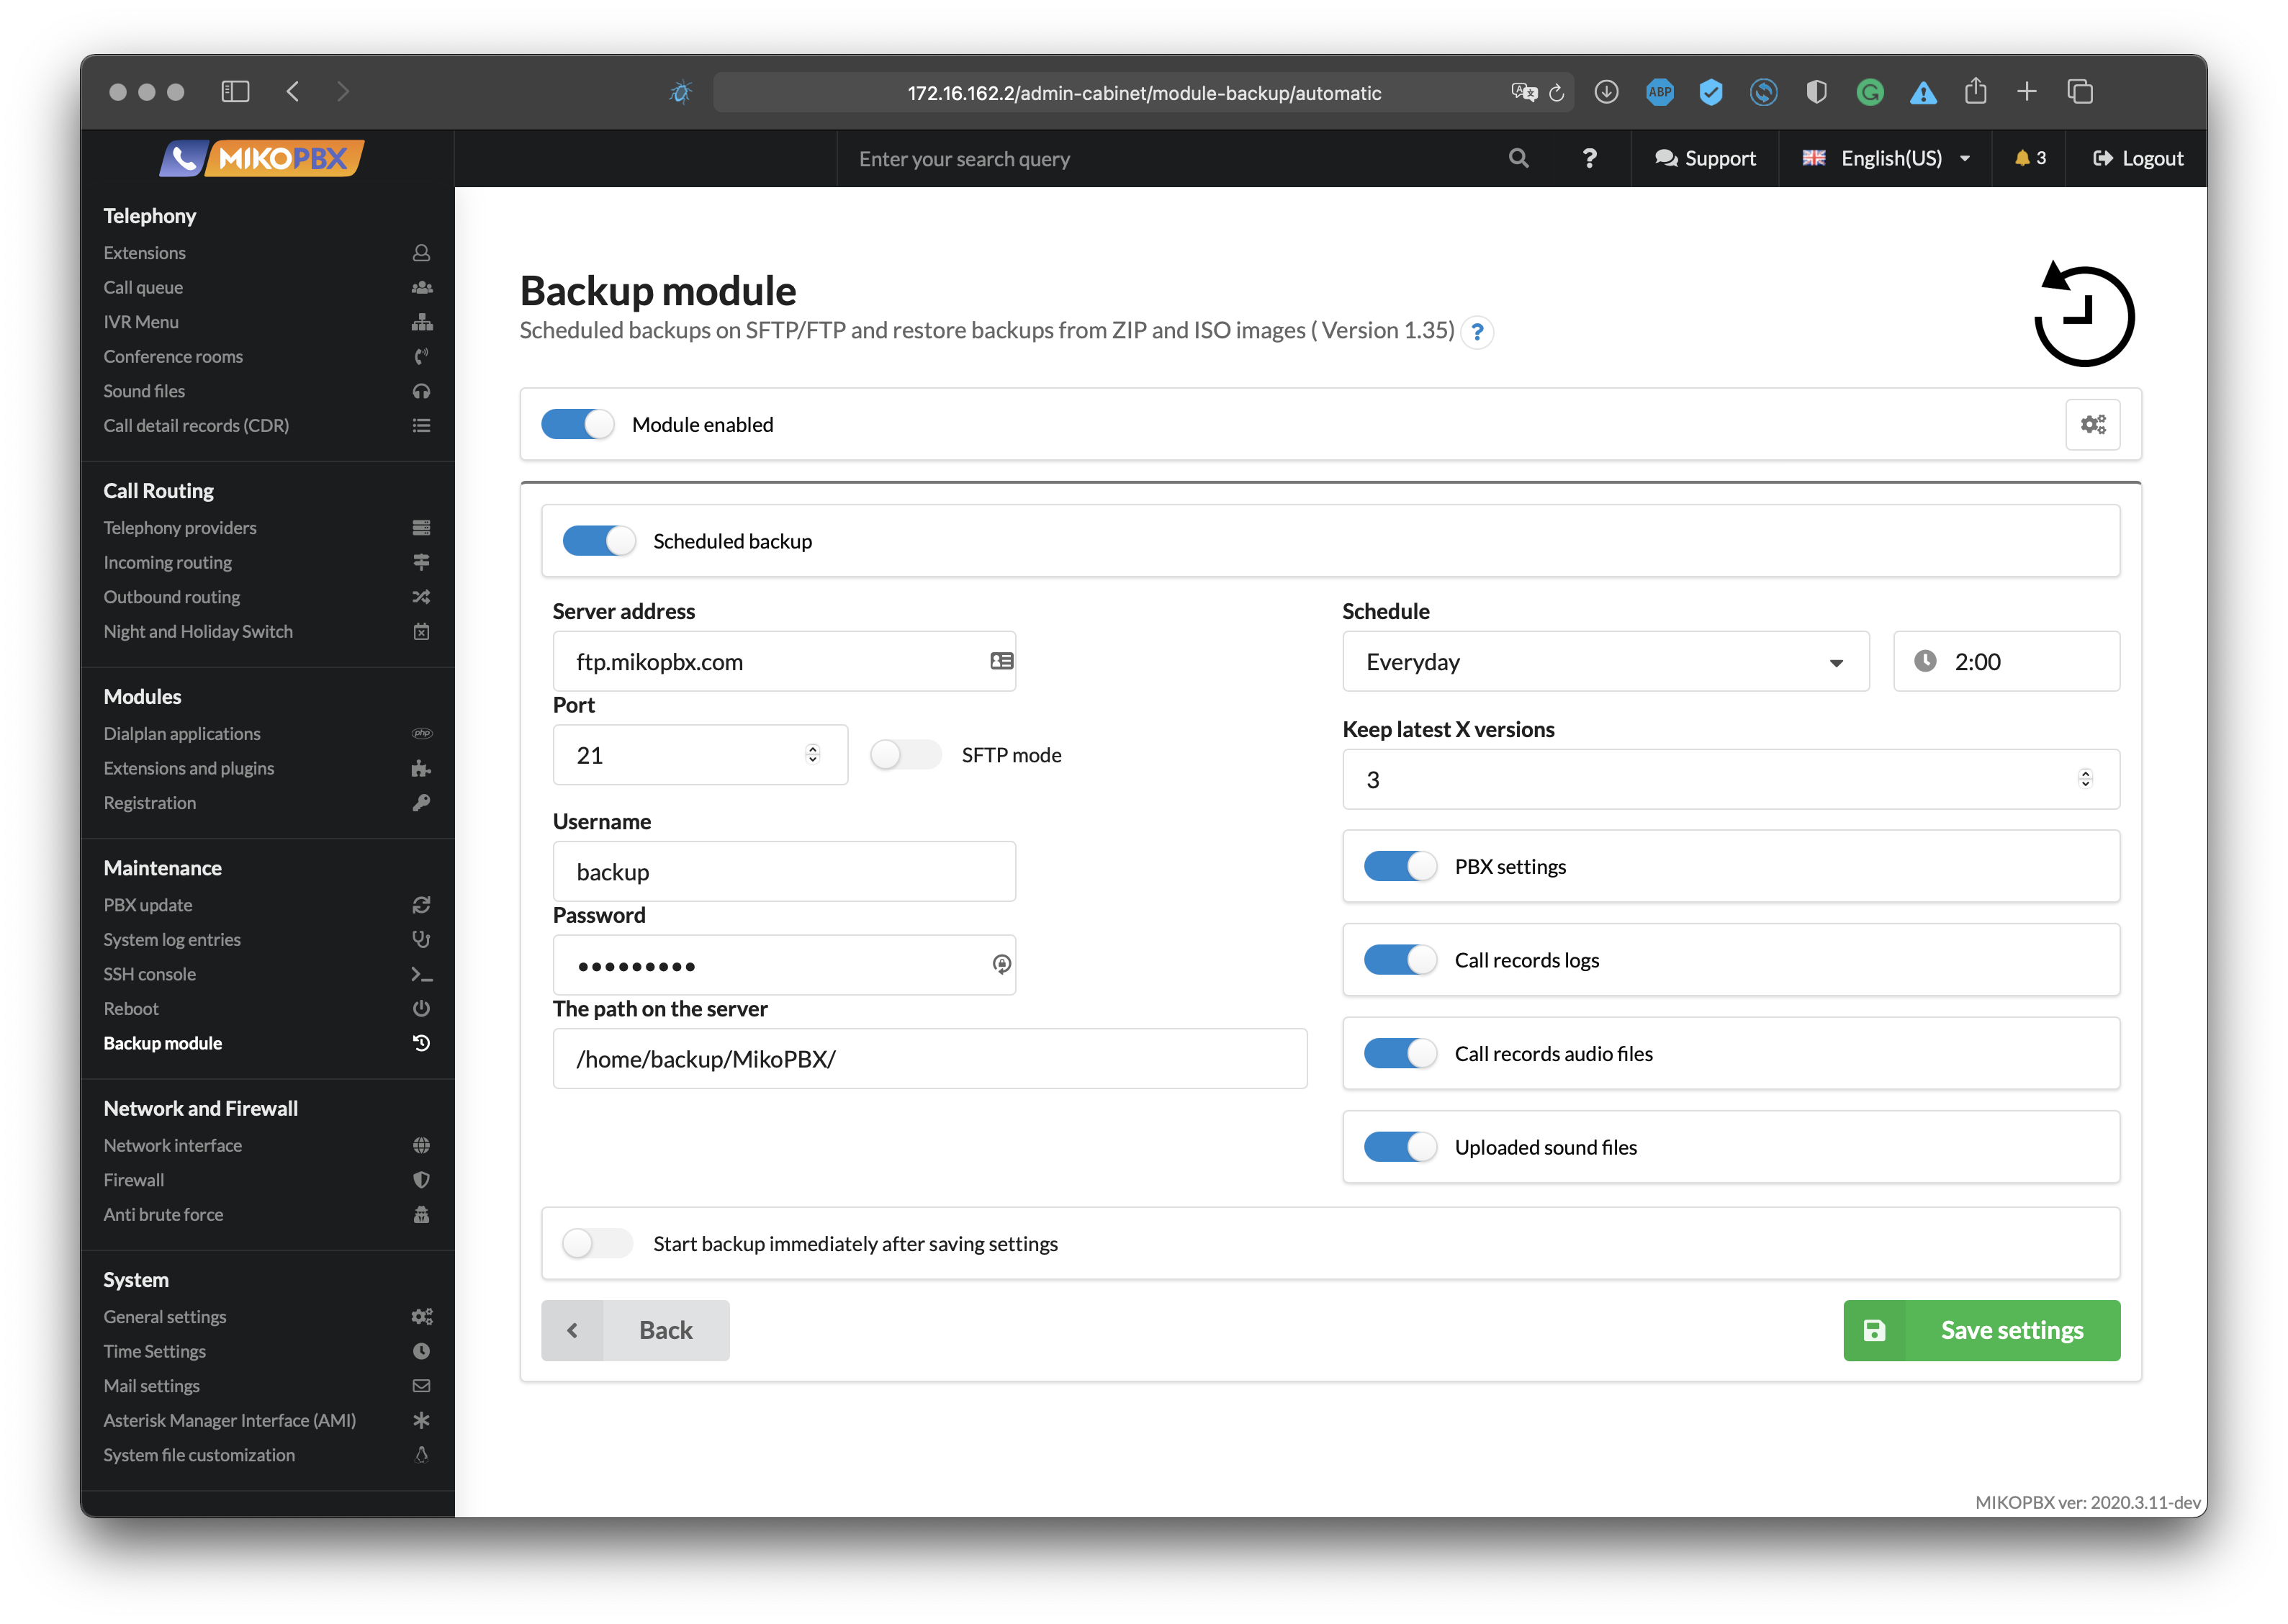 172.16.162.2/admin-cabinet/module-backup/automatic
ABP
MIKOPBX
Enter your search query
?
Support
English(US)
3
Logout
Telephony
Extensions
Call queue
IVR Menu
Conference rooms
Sound files
Call detail records (CDR)
Call Routing
Telephony providers
Incoming routing
Outbound routing
Night and Holiday Switch
Modules
Dialplan applications
php
Extensions and plugins
Registration
Maintenance
PBX update
System log entries
SSH console
Reboot
Backup module
Network and Firewall
Network interface
Firewall
Anti brute force
System
General settings
Time Settings
Mail settings
Asterisk Manager Interface (AMI)
System file customization
Backup module
Scheduled backups on SFTP/FTP and restore backups from ZIP and ISO images ( Version 1.35) ?
Module enabled
Scheduled backup
Server address
ftp.mikopbx.com
Port
21
SFTP mode
Username
backup
Password
•••••••••
The path on the server
/home/backup/MikoPBX/
Schedule
Everyday
2:00
Keep latest X versions
3
PBX settings
Call records logs
Call records audio files
Uploaded sound files
Start backup immediately after saving settings
Back
Save settings
MIKOPBX ver: 2020.3.11-dev